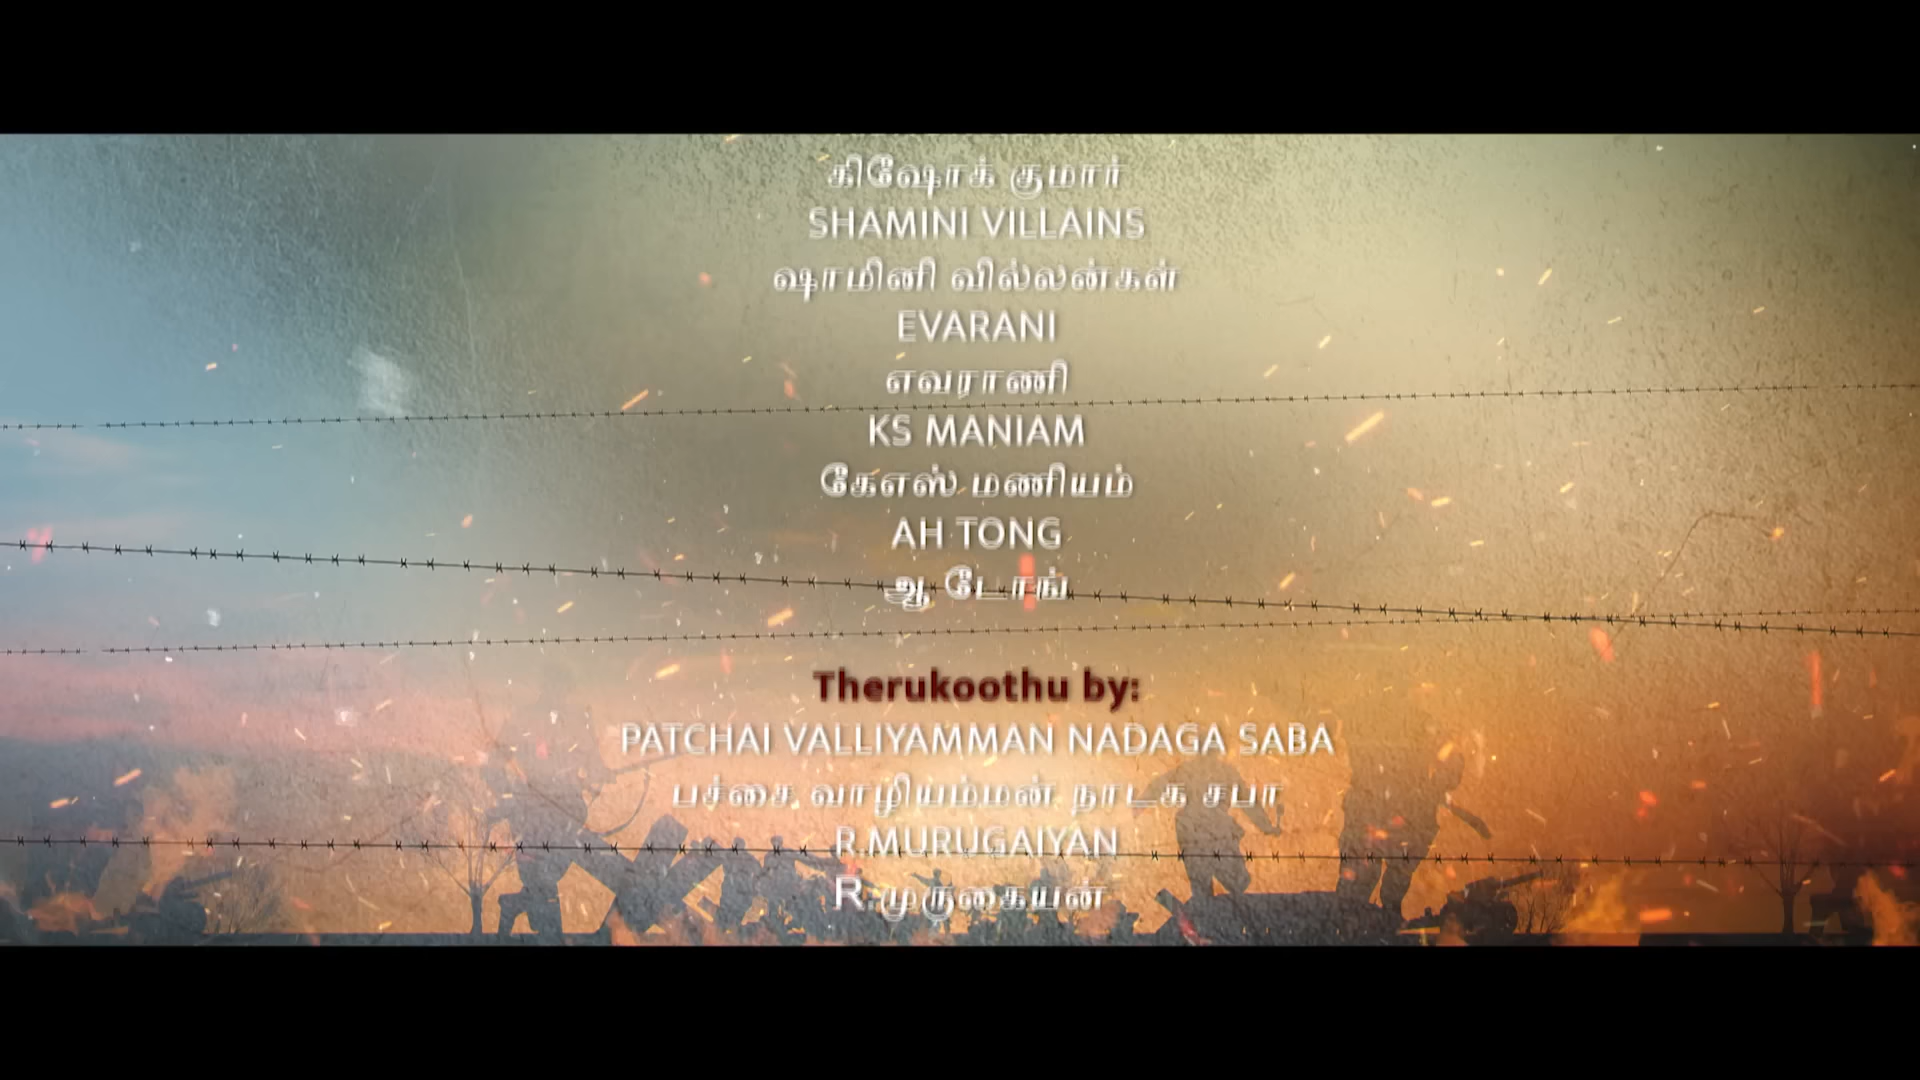 கிஷோக் குமார்
SHAMINI VILLAINS
ஷாமினி வில்லன்கள்
EVARANI
எவராணி
KS MANIAM
கேஎஸ் மணியம்
AH TONG
ஆ டோங்
Therukoothu by:
PATCHAI VALLIYAMMAN NADAGA SABA
பச்சை வாழியம்மன் நாடக சபா
R.MURUGAIYAN
R.முருகையன்